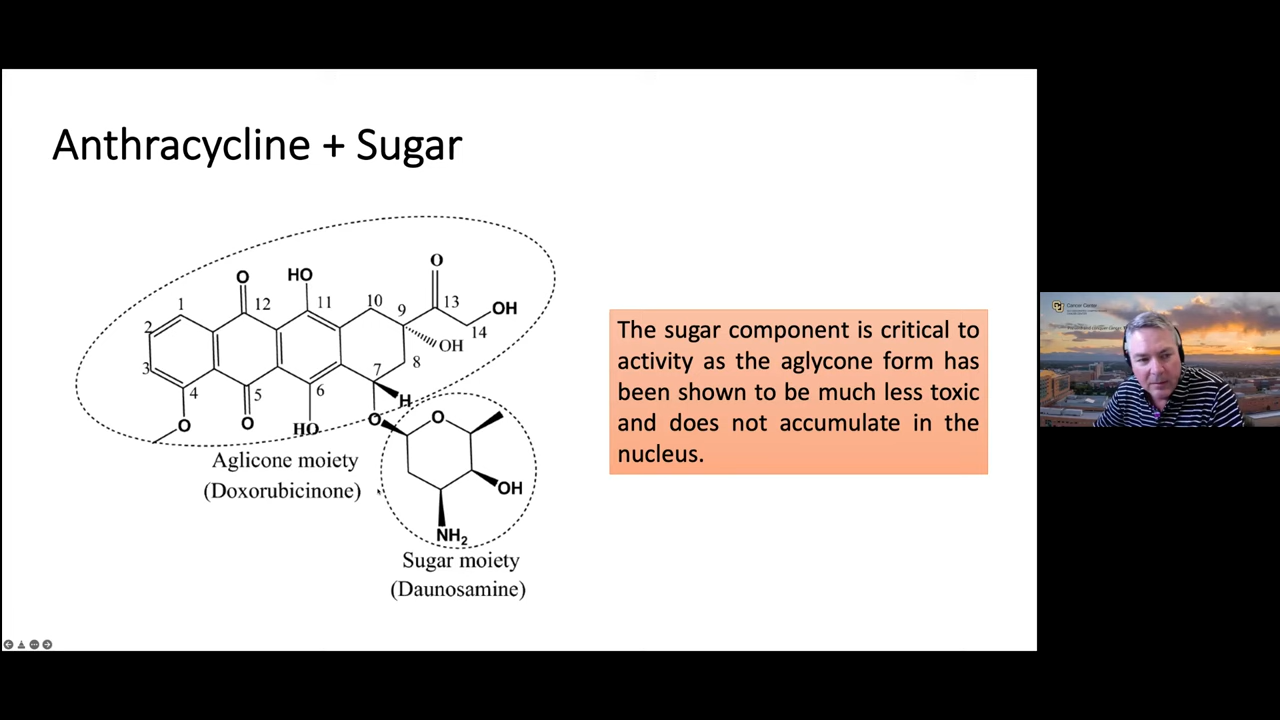 Anthracycline + Sugar
O
HO
O
1
12
11
10
9
13
OH
14
2
OH
3
7
8
H
4
5
6
O
O
HO
O
O
Aglicone moiety
(Doxorubicinone)
OH
NH2
Sugar moiety
(Daunosamine)
The sugar component is critical to
activity as the aglycone form has
been shown to be much less toxic
and does not accumulate in the
nucleus.
Cancer Center